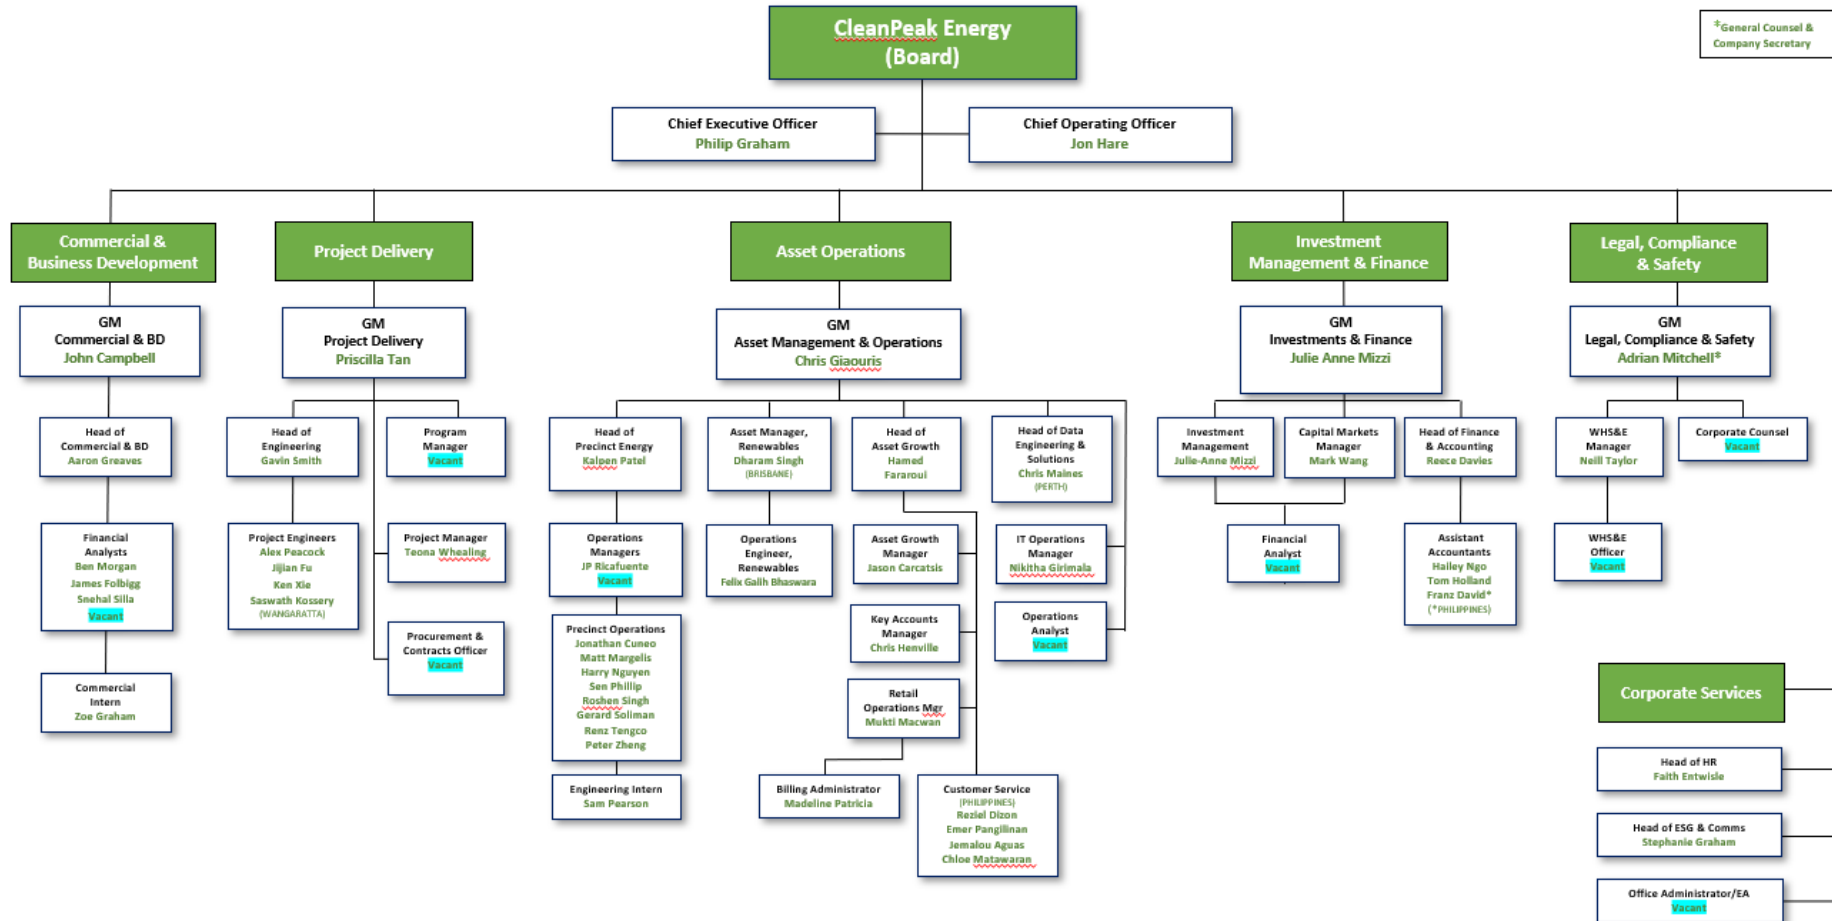 CleanPeak Energy
(Board)
*General Counsel &
Company Secretary
Chief Executive Officer
Philip Graham
Chief Operating Officer
Jon Hare
Commercial &
Business Development
Project Delivery
Asset Operations
Investment
Management & Finance
Legal, Compliance
& Safety
GM
Commercial & BD
John Campbell
GM
Project Delivery
Priscilla Tan
GM
Asset Management & Operations
Chris Giaouris
GM
Investments & Finance
Julie Anne Mizzi
GM
Legal, Compliance & Safety
Adrian Mitchell*
Head of
Commercial & BD
Aaron Greaves
Head of
Engineering
Gavin Smith
Program
Manager
Vacant
Head of
Precinct Energy
Kalpen Patel
Asset Manager,
Renewables
Dharam Singh
(BRISBANE)
Head of
Asset Growth
Hamed
Fararoui
Head of Data
Engineering &
Solutions
Chris Maines
(PERTH)
Investment
Management
Julie-Anne Mizzi
Capital Markets
Manager
Mark Wang
Head of Finance
& Accounting
Reece Davies
WHS&E
Manager
Neill Taylor
Corporate Counsel
Vacant
Financial
Analysts
Ben Morgan
James Folbigg
Snehal Silla
Vacant
Project Engineers
Alex Peacock
Jijian Fu
Ken Xie
Saswath Kossery
(WANGARATTA)
Project Manager
Teona Whealing
Operations
Managers
JP Ricafuente
Vacant
Operations
Engineer,
Renewables
Felix Galih Bhaswara
Asset Growth
Manager
Jason Carcatsis
IT Operations
Manager
Nikitha Girimala
Financial
Analyst
Vacant
Assistant
Accountants
Hailey Ngo
Tom Holland
Franz David*
(*PHILIPPINES)
WHS&E
Officer
Vacant
Procurement &
Contracts Officer
Vacant
Precinct Operations
Jonathan Cuneo
Matt Margelis
Harry Nguyen
Sen Phillip
Roshen Singh
Gerard Soliman
Renz Tengco
Peter Zheng
Key Accounts
Manager
Chris Henville
Operations
Analyst
Vacant
Commercial
Intern
Zoe Graham
Retail
Operations Mgr
Mukti Macwan
Corporate Services
Engineering Intern
Sam Pearson
Billing Administrator
Madeline Patricia
Customer Service
(PHILIPPINES)
Reziel Dizon
Emer Pangilinan
Jemalou Aguas
Chloe Matawaran
Head of HR
Faith Entwisle
Head of ESG & Comms
Stephanie Graham
Office Administrator/EA
Vacant